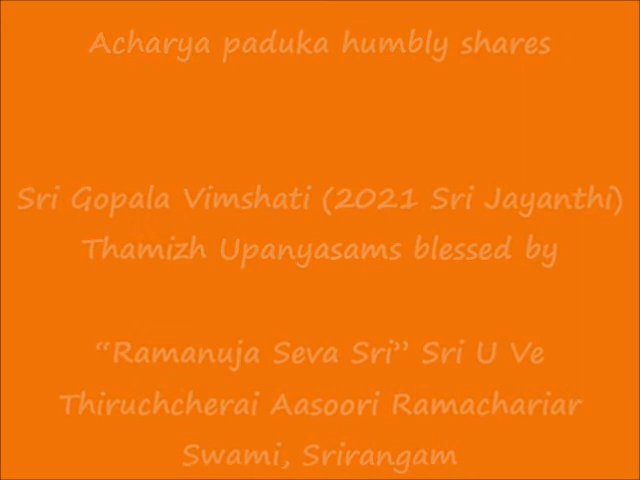 Acharya paduka humbly shares
Sri Gopala Vimshati (2021 Sri Jayanthi)
Thamizh Upanyasams blessed by
“Ramanuja Seva Sri” Sri U Ve
Thiruchcherai Aasoori Ramachariar
Swami, Srirangam